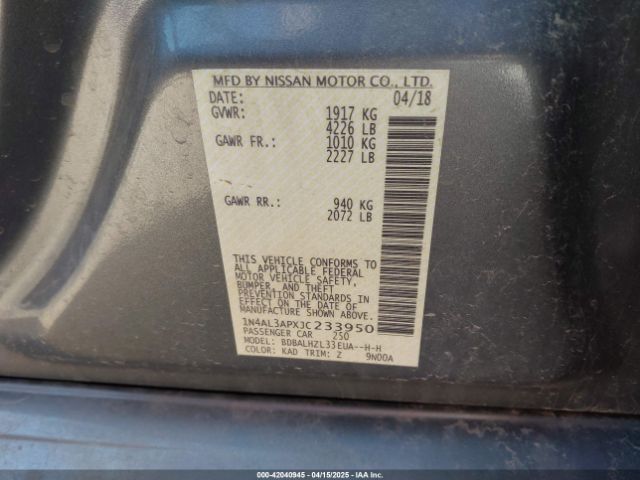 MFD BY NISSAN MOTOR CO., LTD.
DATE: 04/18
GVWR: 1917 KG
4226 LB
GAWR FR.: 1010 KG
2227 LB
GAWR RR.: 940 KG
2072 LB
THIS VEHICLE CONFORMS TO
ALL APPLICABLE FEDERAL
MOTOR VEHICLE SAFETY,
BUMPER, AND THEFT
PREVENTION STANDARDS IN
EFFECT ON THE DATE OF
MANUFACTURE SHOWN ABOVE.
1N4AL3APXJC233950
PASSENGER CAR 250
MODEL: BDBALHZL33EUA--H-H
COLOR: KAD TRIM: Z 9N00A
000-42040945 - 04/15/2025 - IAA Inc.